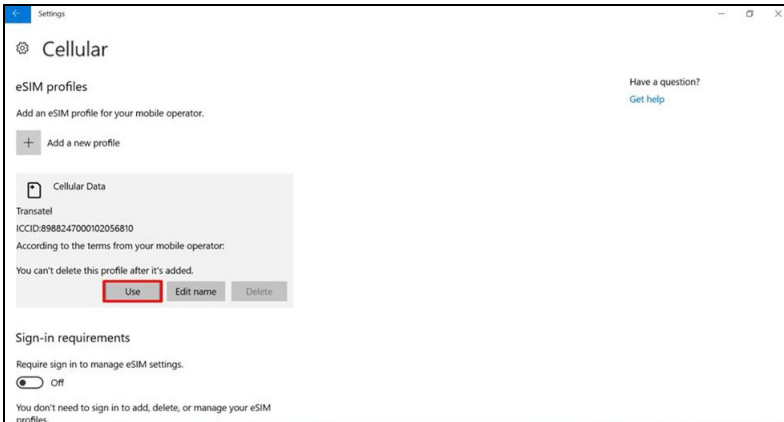 Settings
Cellular
eSIM profiles
Add an eSIM profile for your mobile operator.
Add a new profile
Cellular Data
Transatel
ICCID:8988247000102056810
According to the terms from your mobile operator:
You can't delete this profile after it's added.
Use Edit name Delete
Sign-in requirements
Require sign in to manage eSIM settings.
Off
You don't need to sign in to add, delete, or manage your eSIM
profiles.
Have a question?
Get help